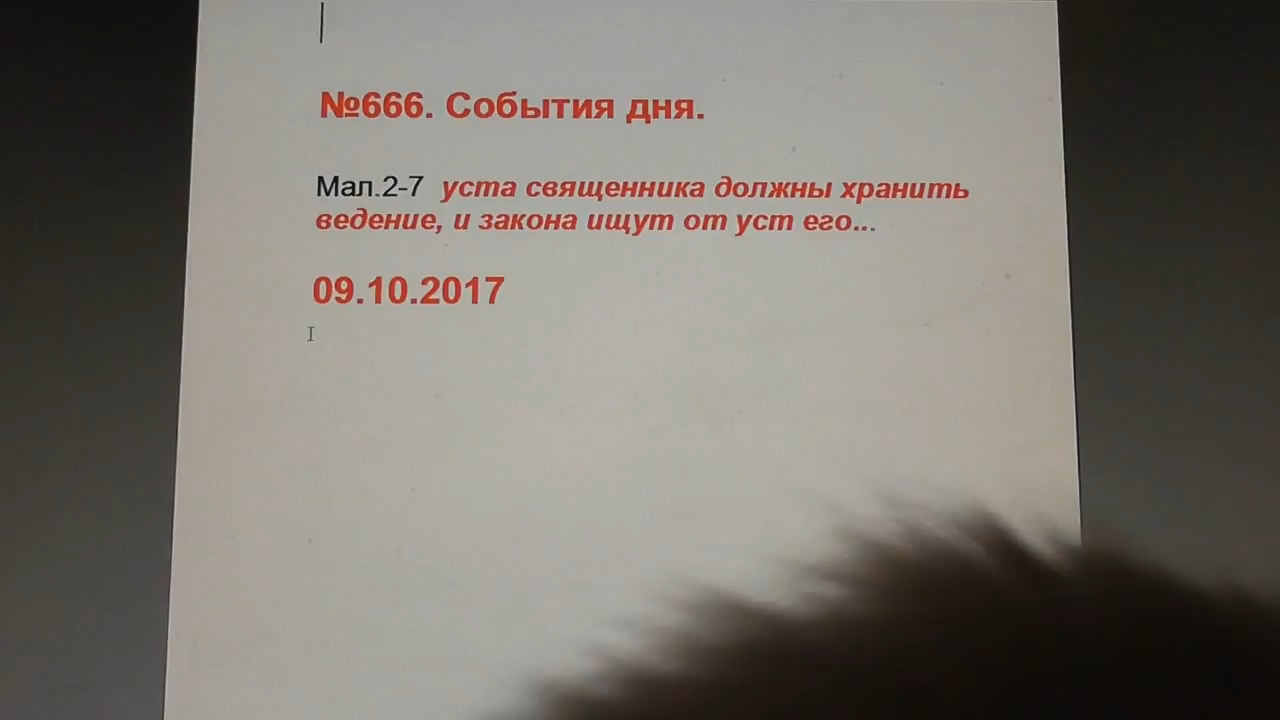 №666. События дня.
Мал.2-7 уста священника должны хранить
ведение, и закона ищут от уст его...
09.10.2017